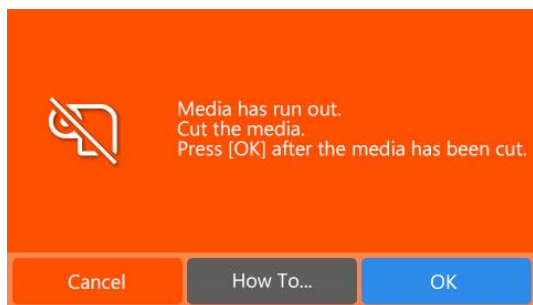 Media has run out.
Cut the media.
Press [OK] after the media has been cut.
Cancel
How To...
OK